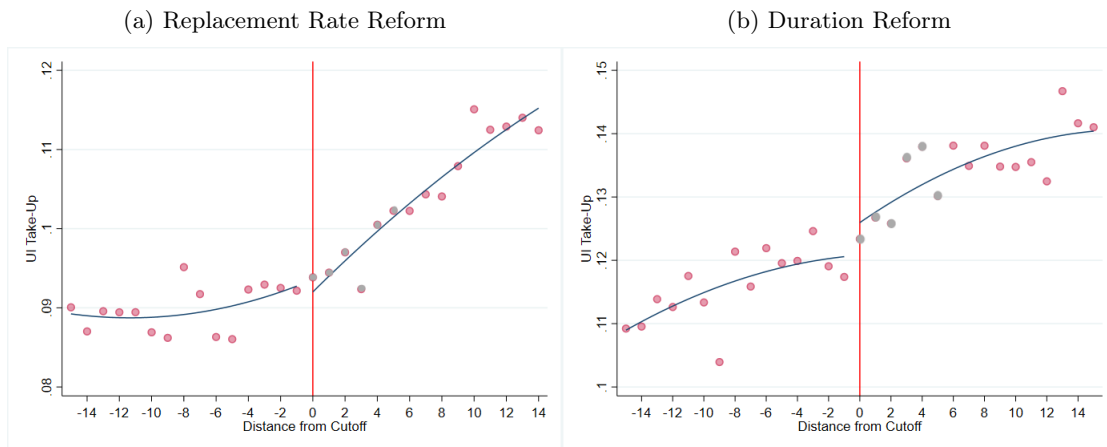 (a) Replacement Rate Reform
.12
.11
.1
.09
.08
UI Take-Up
-14 -12 -10 -8 -6 -4 -2 0 2 4 6 8 10 12 14
Distance from Cutoff
(b) Duration Reform
.15
.14
.13
.12
.11
.1
UI Take-Up
-14 -12 -10 -8 -6 -4 -2 0 2 4 6 8 10 12 14
Distance from Cutoff